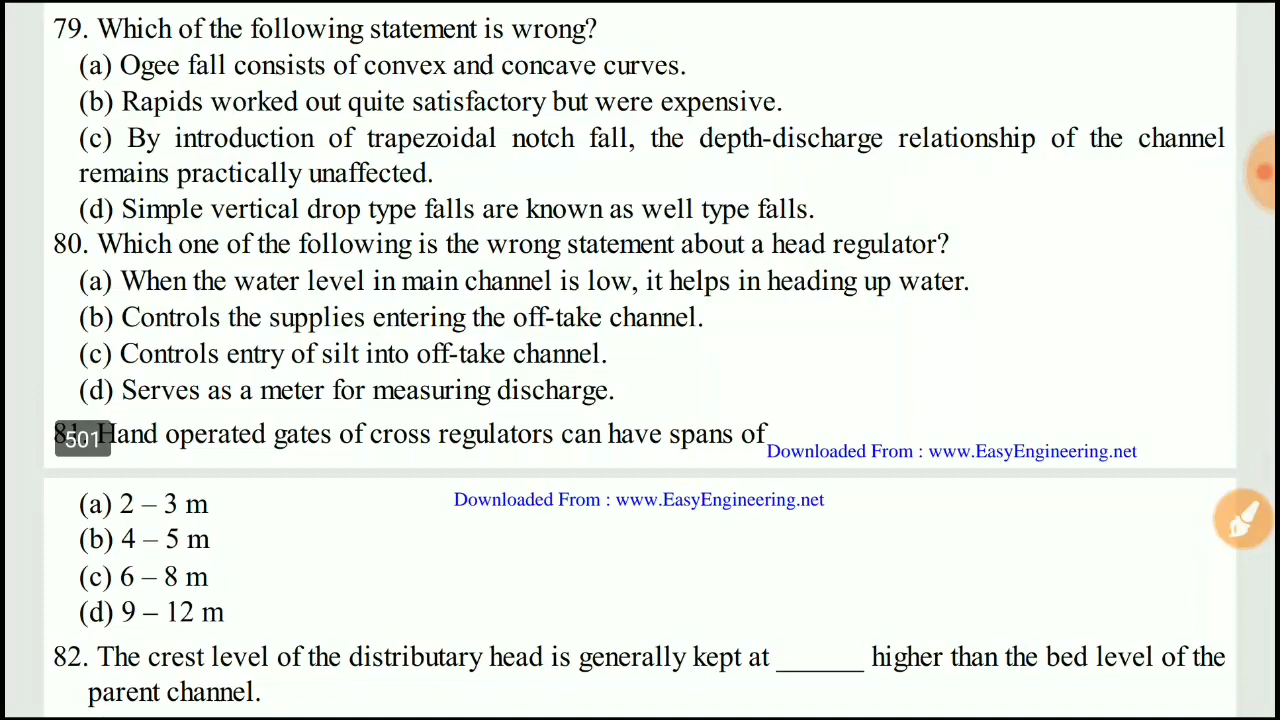 79. Which of the following statement is wrong?
(a) Ogee fall consists of convex and concave curves.
(b) Rapids worked out quite satisfactory but were expensive.
(c) By introduction of trapezoidal notch fall, the depth-discharge relationship of the channel
remains practically unaffected.
(d) Simple vertical drop type falls are known as well type falls.
80. Which one of the following is the wrong statement about a head regulator?
(a) When the water level in main channel is low, it helps in heading up water.
(b) Controls the supplies entering the off-take channel.
(c) Controls entry of silt into off-take channel.
(d) Serves as a meter for measuring discharge.
81. Hand operated gates of cross regulators can have spans of
501
Downloaded From : www.EasyEngineering.net
Downloaded From : www.EasyEngineering.net
(a) 2 – 3 m
(b) 4 – 5 m
(c) 6 – 8 m
(d) 9 – 12 m
82. The crest level of the distributary head is generally kept at ______ higher than the bed level of the
parent channel.